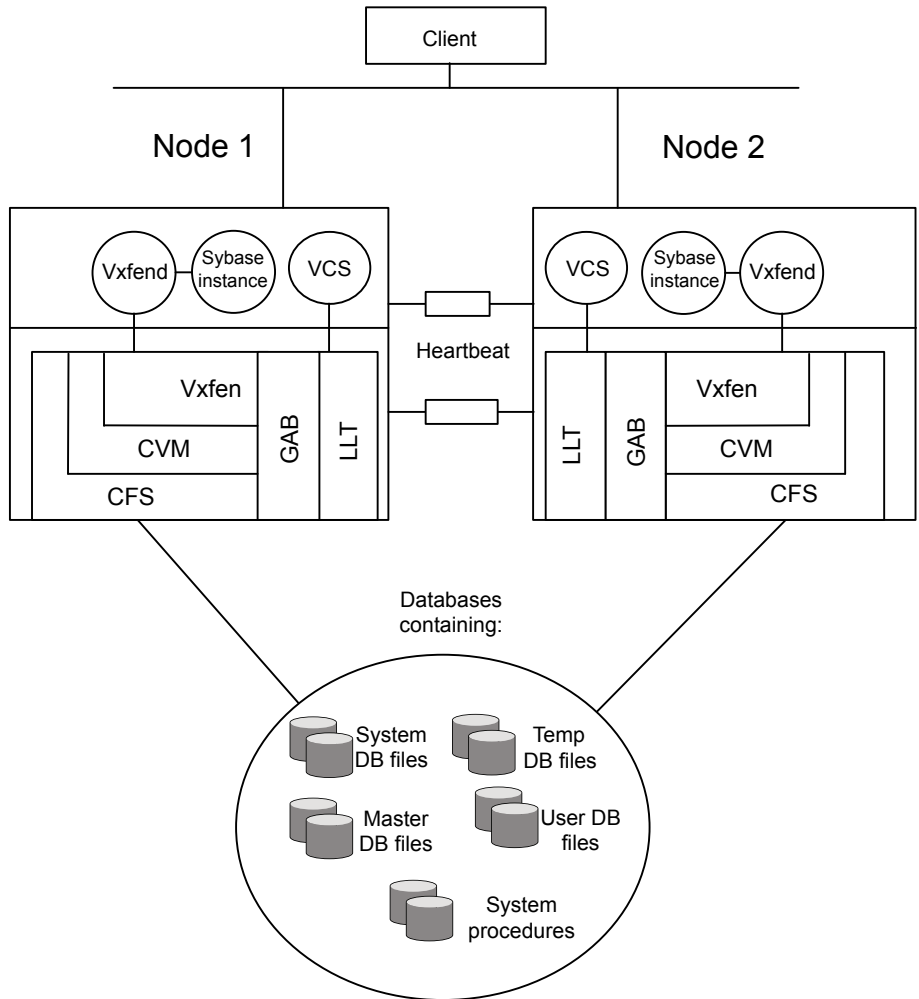 Client
Node 1
Node 2
Vxfend
Sybase
instance
VCS
VCS
Sybase
instance
Vxfend
Heartbeat
Vxfen
GAB
LLT
CVM
CFS
LLT
GAB
Vxfen
CVM
CFS
Databases
containing:
System
DB files
Temp
DB files
Master
DB files
User DB
files
System
procedures